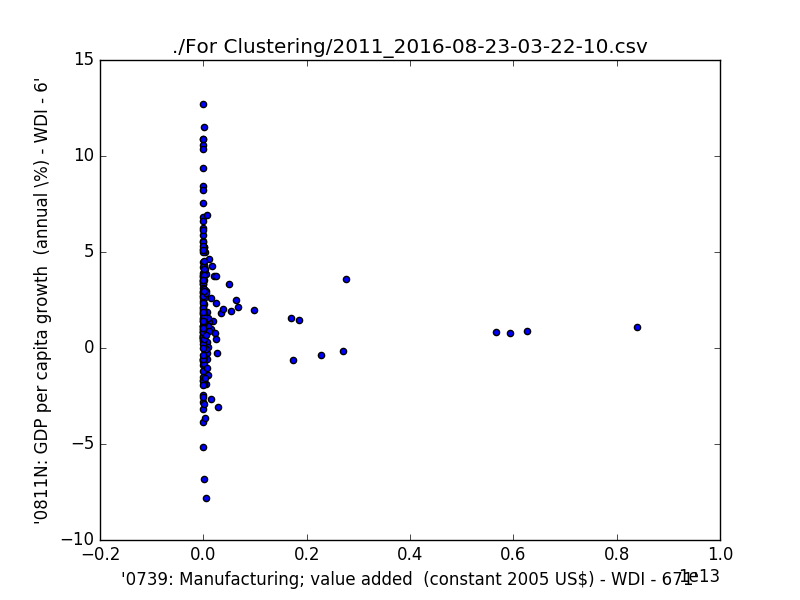 ./For Clustering/2011_2016-08-23-03-22-10.csv
'0811N: GDP per capita growth  (annual \%) - WDI - 6'
15
10
5
0
−5
−10
−0.2 0.0 0.2 0.4 0.6 0.8 1.0
1e13
'0739: Manufacturing; value added  (constant 2005 US$) - WDI - 671'